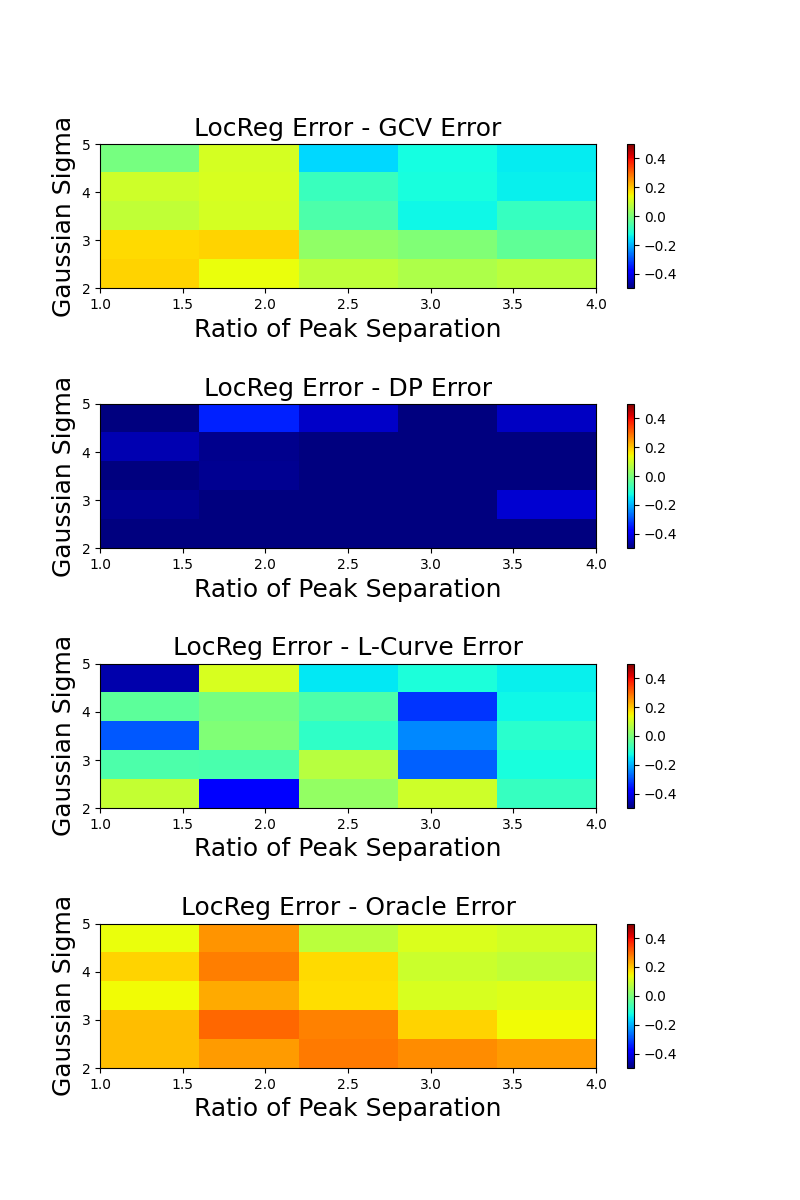 LocReg Error - GCV Error
Gaussian Sigma
5
4
3
2
1.0 1.5 2.0 2.5 3.0 3.5 4.0
Ratio of Peak Separation
0.4
0.2
0.0
−0.2
−0.4
LocReg Error - DP Error
Gaussian Sigma
5
4
3
2
1.0 1.5 2.0 2.5 3.0 3.5 4.0
Ratio of Peak Separation
0.4
0.2
0.0
−0.2
−0.4
LocReg Error - L-Curve Error
Gaussian Sigma
5
4
3
2
1.0 1.5 2.0 2.5 3.0 3.5 4.0
Ratio of Peak Separation
0.4
0.2
0.0
−0.2
−0.4
LocReg Error - Oracle Error
Gaussian Sigma
5
4
3
2
1.0 1.5 2.0 2.5 3.0 3.5 4.0
Ratio of Peak Separation
0.4
0.2
0.0
−0.2
−0.4